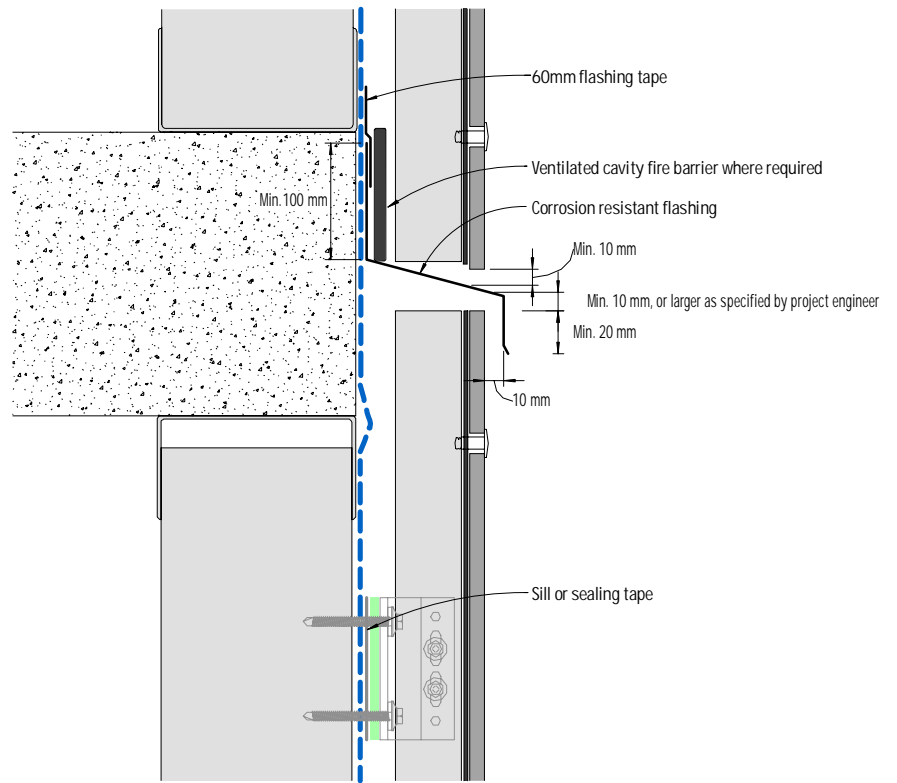 60mm flashing tape
Ventilated cavity fire barrier where required
Min. 100 mm
Corrosion resistant flashing
Min. 10 mm
Min. 10 mm, or larger as specified by project engineer
Min. 20 mm
10 mm
Sill or sealing tape